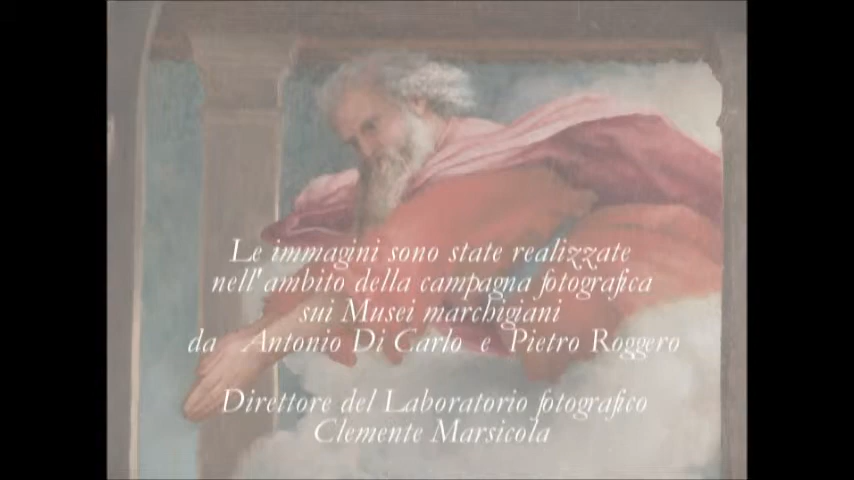 Le immagini sono state realizzate
nell'ambito della campagna fotografica
sui Musei marchigiani
da Antonio Di Carlo e Pietro Roggero
Direttore del Laboratorio fotografico
Clemente Marsicola